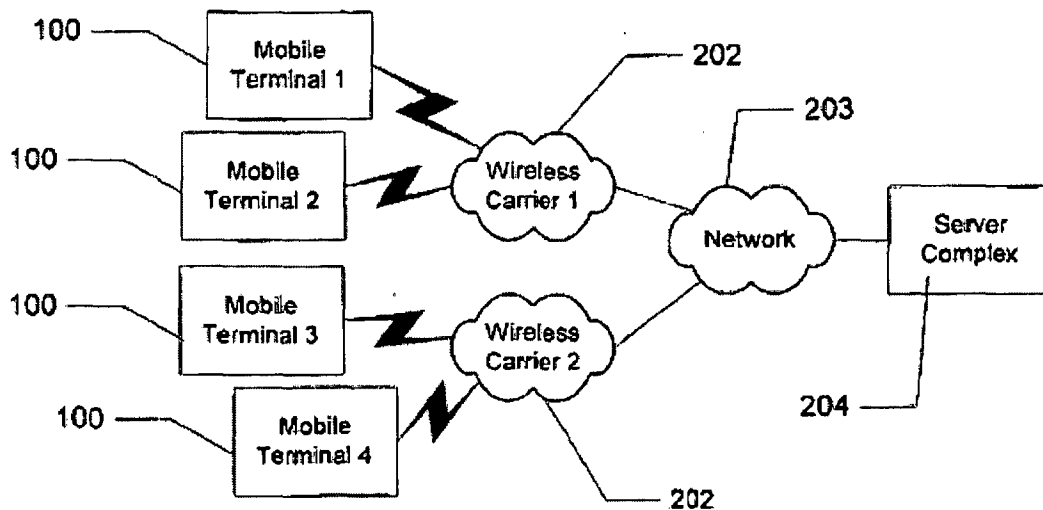 100
Mobile
Terminal 1
202
203
100
Mobile
Terminal 2
Wireless
Carrier 1
Network
Server
Complex
100
Mobile
Terminal 3
Wireless
Carrier 2
204
100
Mobile
Terminal 4
202